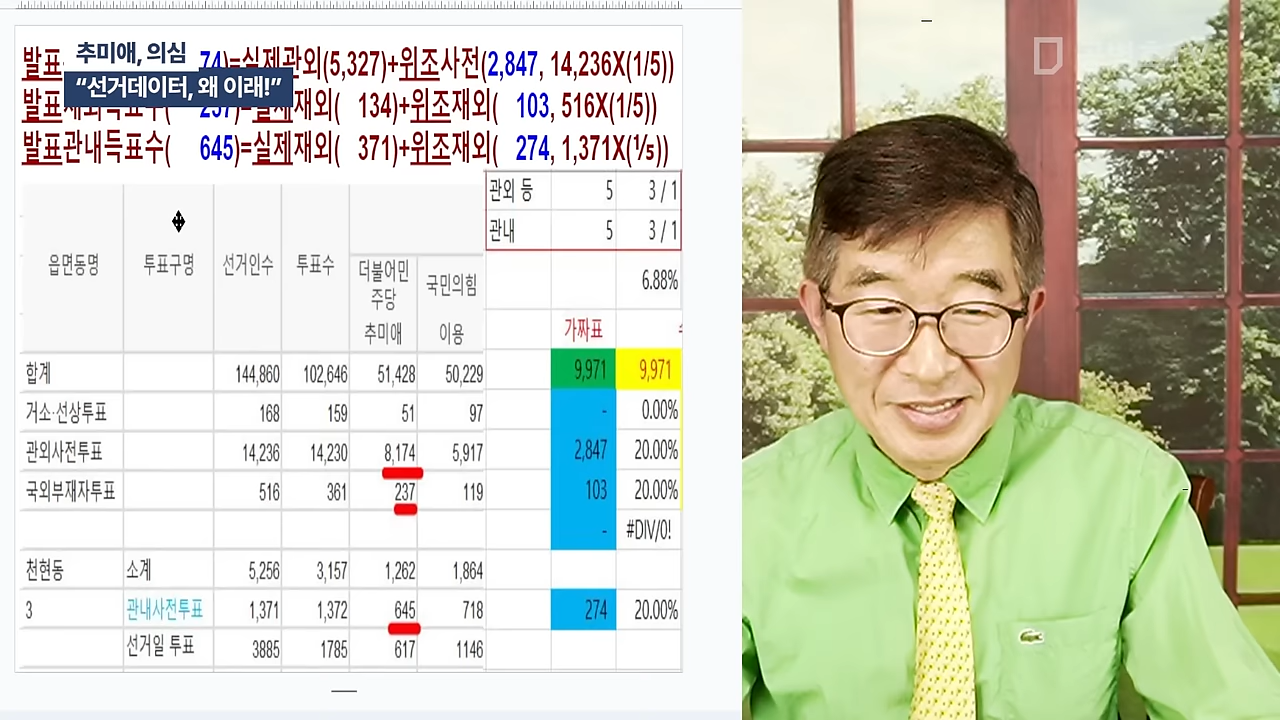 추미애, 의심
“선거데이터, 왜 이래!”
발표 74)=실제관외(5,327)+위조사전(2,847, 14,236X(1/5))
발표재외득표수( 237)=실제재외( 134)+위조재외( 103, 516X(1/5))
발표관내득표수( 645)=실제재외( 371)+위조재외( 274, 1,371X(⅕))
관외 등 5 3 / 1
관내 5 3 / 1
6.88%
읍면동명 투표구명 선거인수 투표수 더불어민주당 추미애 국민의힘 이용 가짜표
합계 144,860 102,646 51,428 50,229 9,971 9,971
거소·선상투표 168 159 51 97 - 0.00%
관외사전투표 14,236 14,230 8,174 5,917 2,847 20.00%
국외부재자투표 516 361 237 119 103 20.00%
- #DIV/0!
천현동 소계 5,256 3,157 1,262 1,864
3 관내사전투표 1,371 1,372 645 718 274 20.00%
선거일 투표 3885 1785 617 1146